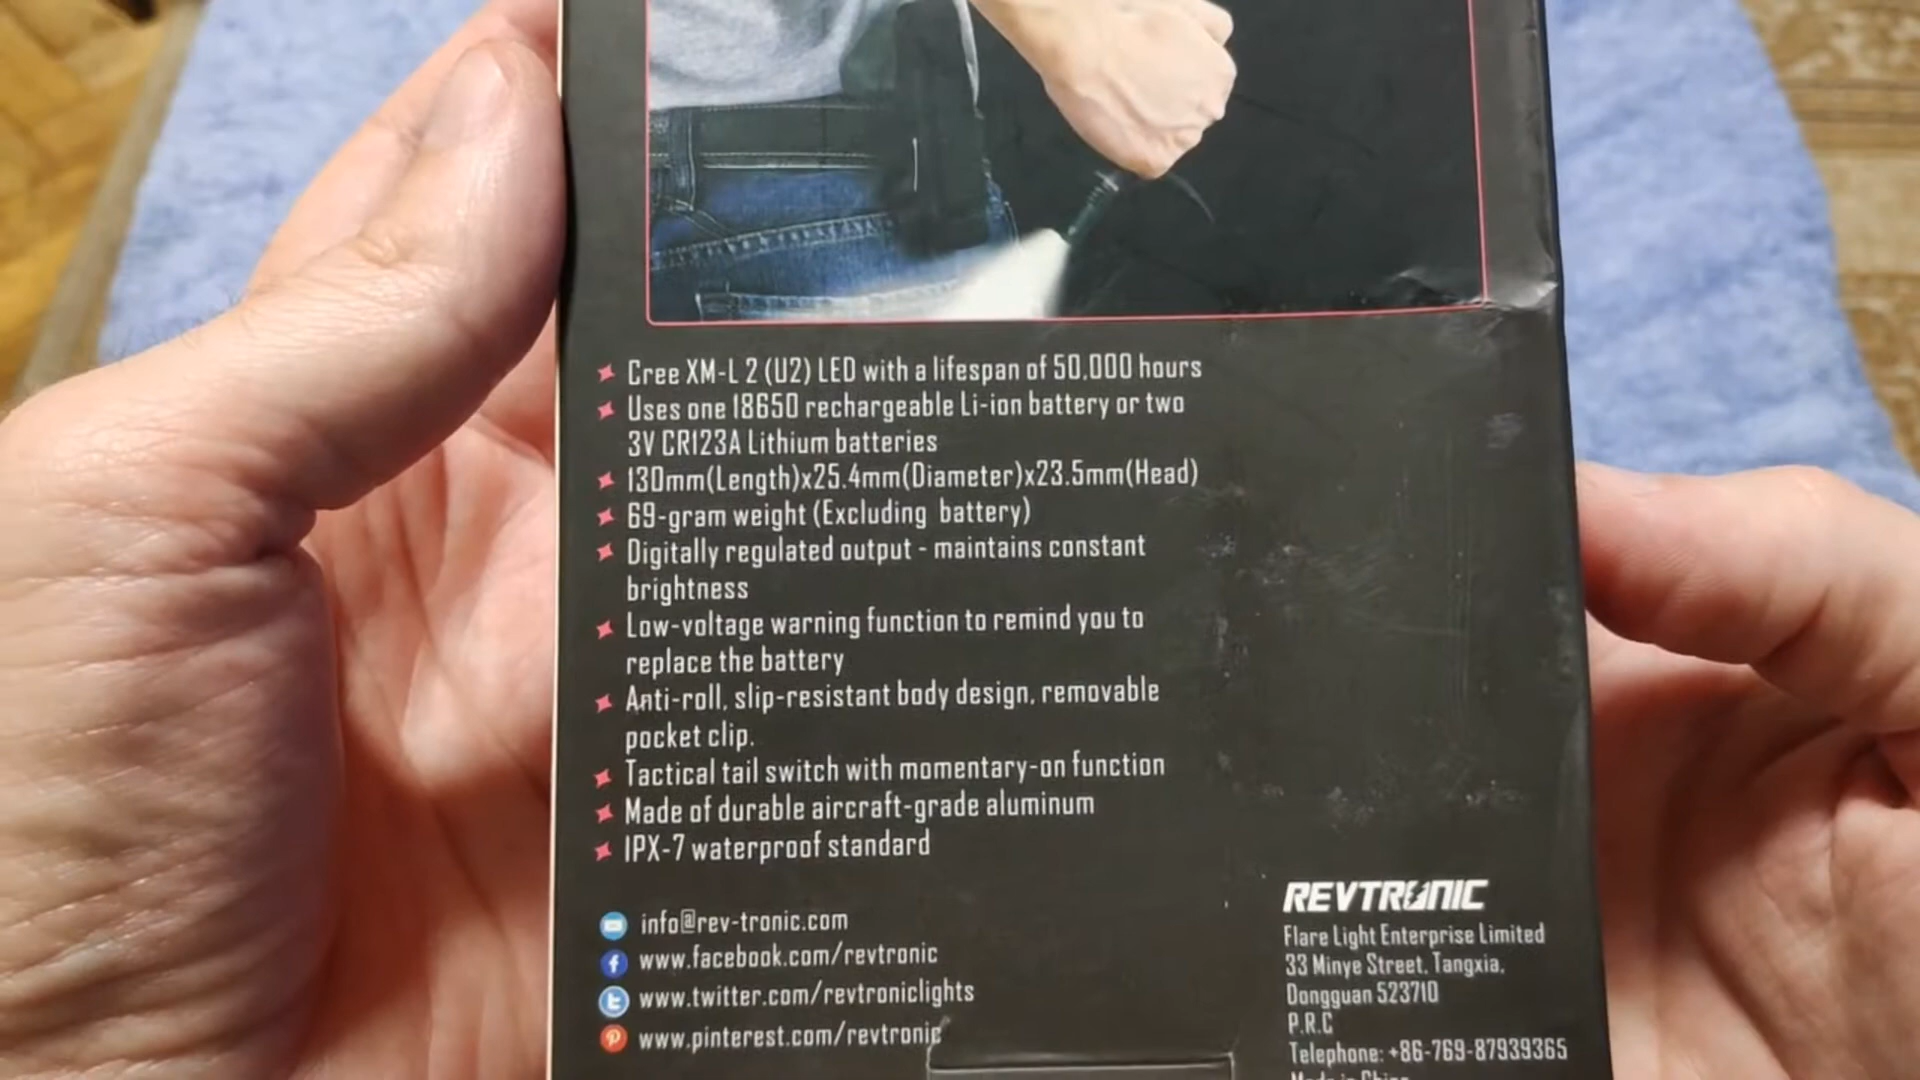 Cree XM-L 2 (U2) LED with a lifespan of 50,000 hours
Uses one 18650 rechargeable Li-ion battery or two
3V CR123A Lithium batteries
130mm(Length)x25.4mm(Diameter)x23.5mm(Head)
69-gram weight (Excluding battery)
Digitally regulated output - maintains constant
brightness
Low-voltage warning function to remind you to
replace the battery
Anti-roll, slip-resistant body design, removable
pocket clip.
Tactical tail switch with momentary-on function
Made of durable aircraft-grade aluminum
IPX-7 waterproof standard
info@rev-tronic.com
www.facebook.com/revtronic
www.twitter.com/revtroniclights
www.pinterest.com/revtronic
REVTRONIC
Flare Light Enterprise Limited
33 Minye Street, Tangxia,
Dongguan 523710
P.R.C
Telephone: +86-769-87939365
Made in China